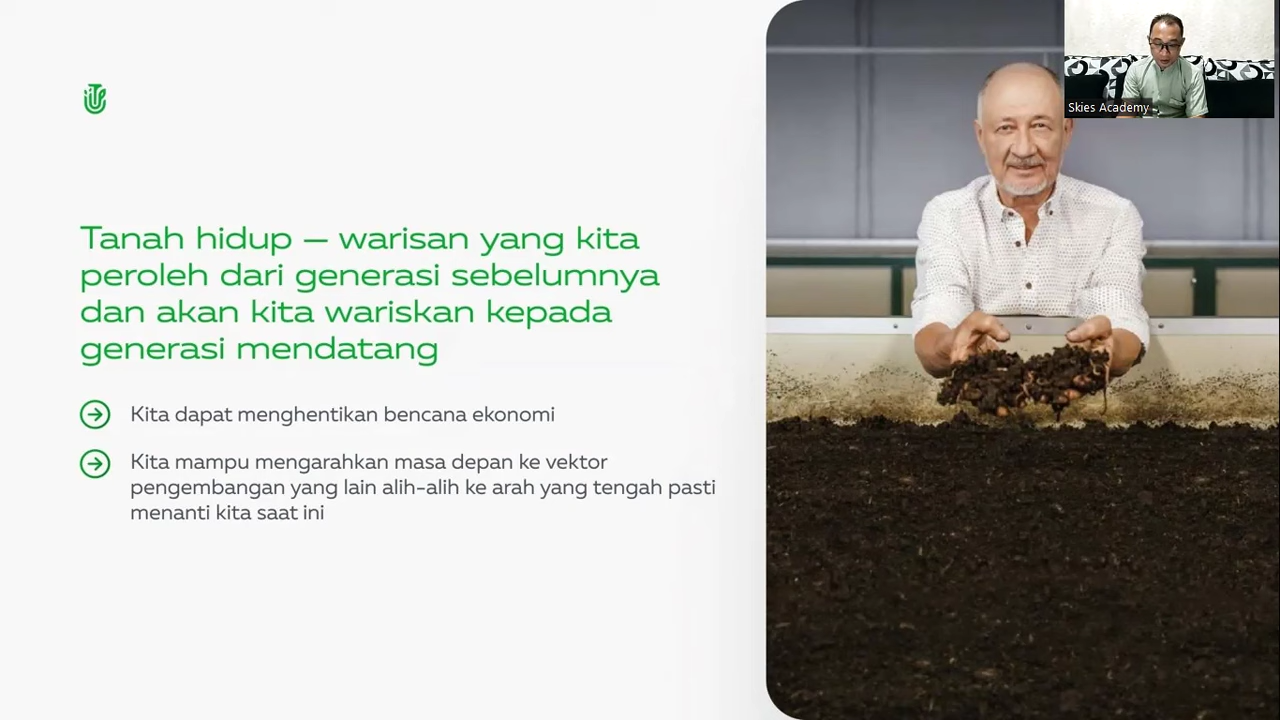 Tanah hidup — warisan yang kita
peroleh dari generasi sebelumnya
dan akan kita wariskan kepada
generasi mendatang
Kita dapat menghentikan bencana ekonomi
Kita mampu mengarahkan masa depan ke vektor
pengembangan yang lain alih-alih ke arah yang tengah pasti
menanti kita saat ini
Skies Academy